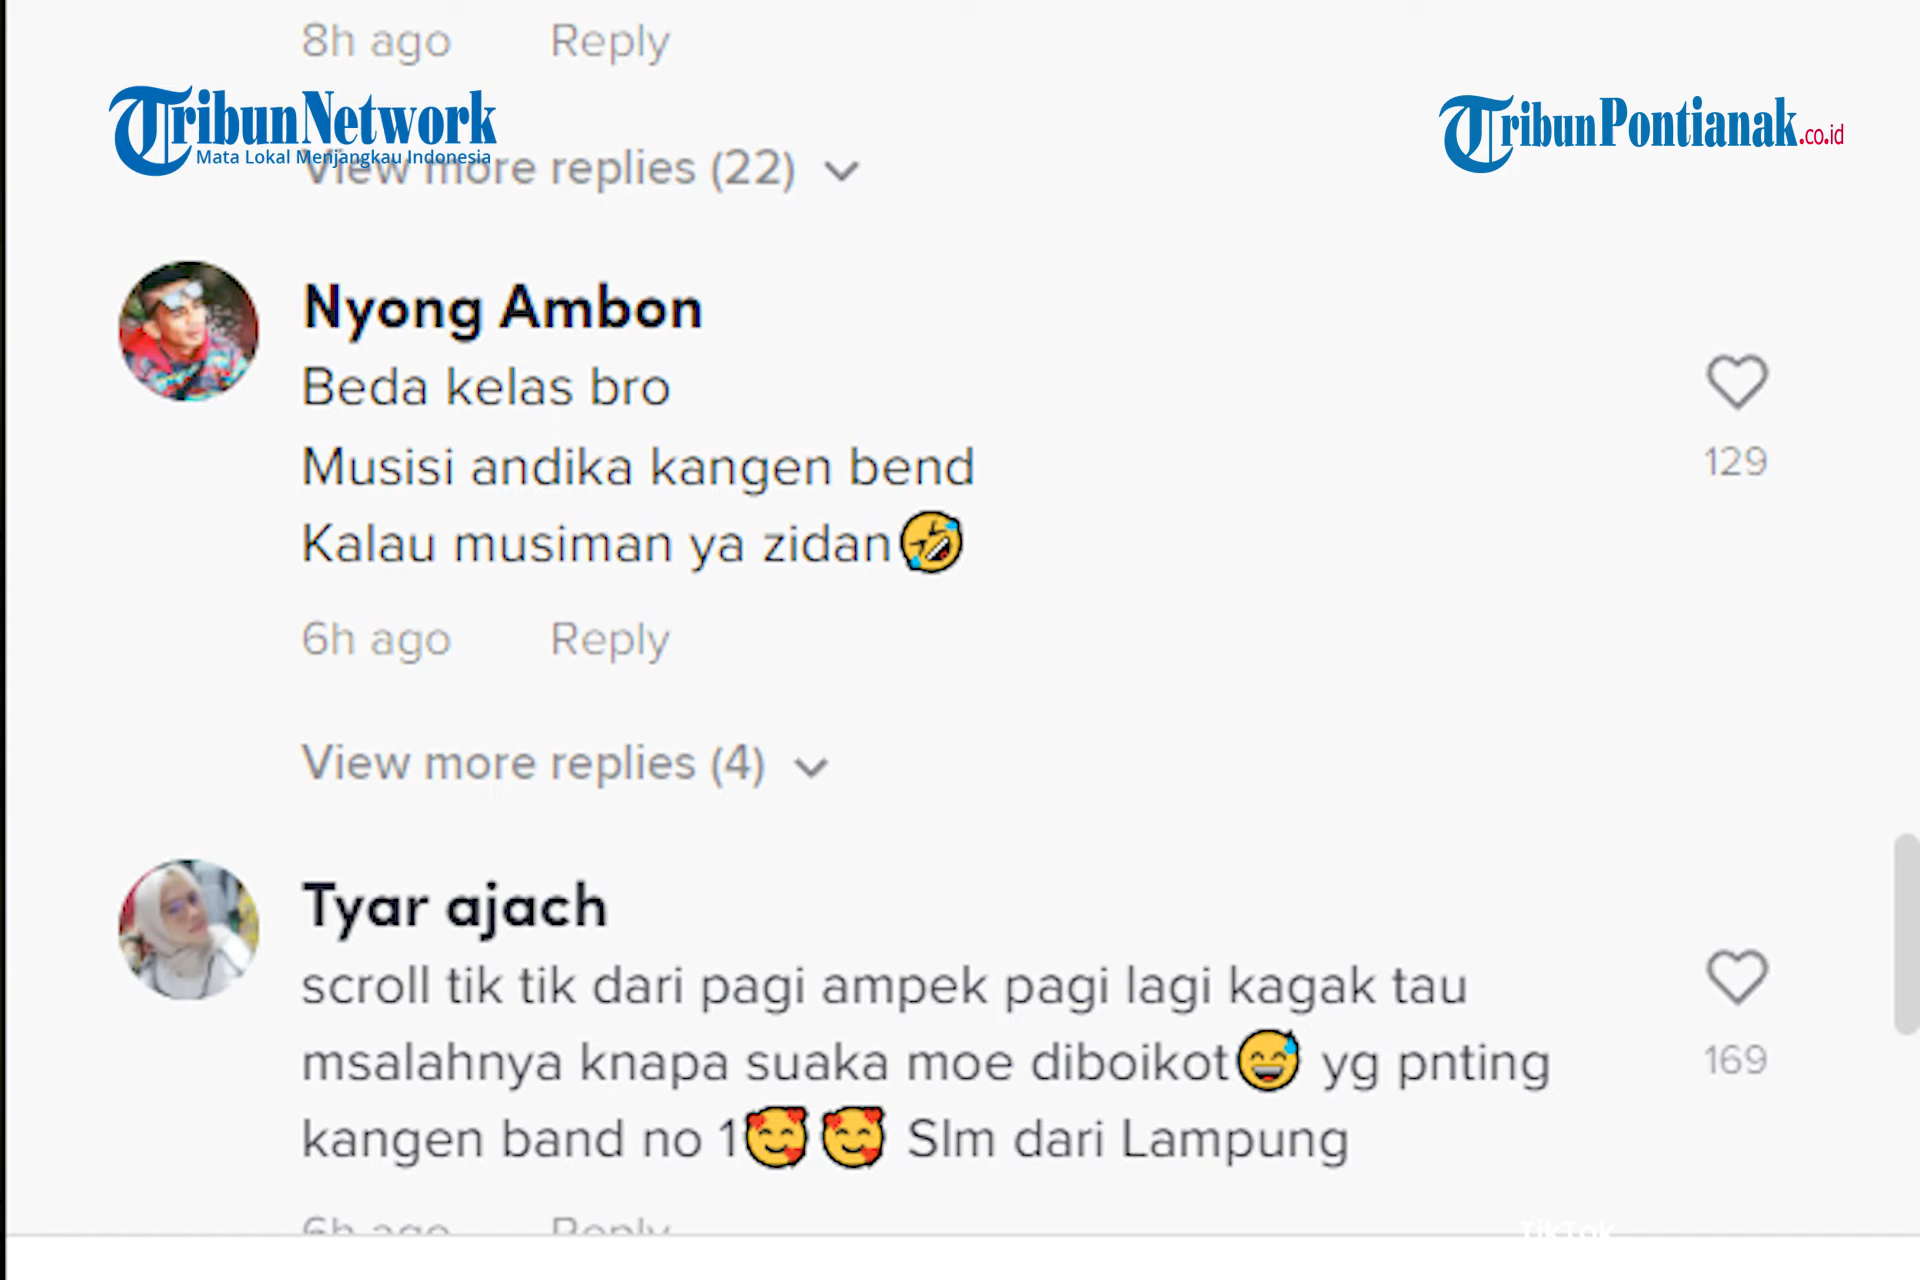 8h ago Reply
TribunNetwork
Mata Lokal Menjangkau Indonesia
TribunPontianak.co.id
View more replies (22)
Nyong Ambon
Beda kelas bro
Musisi andika kangen bend
Kalau musiman ya zidan🤣
129
6h ago Reply
View more replies (4)
Tyar ajach
scroll tik tik dari pagi ampek pagi lagi kagak tau
msalahnya knapa suaka moe diboikot😅 yg pnting
kangen band no 1🥰🥰 Slm dari Lampung
169
6h ago Reply
TikTok